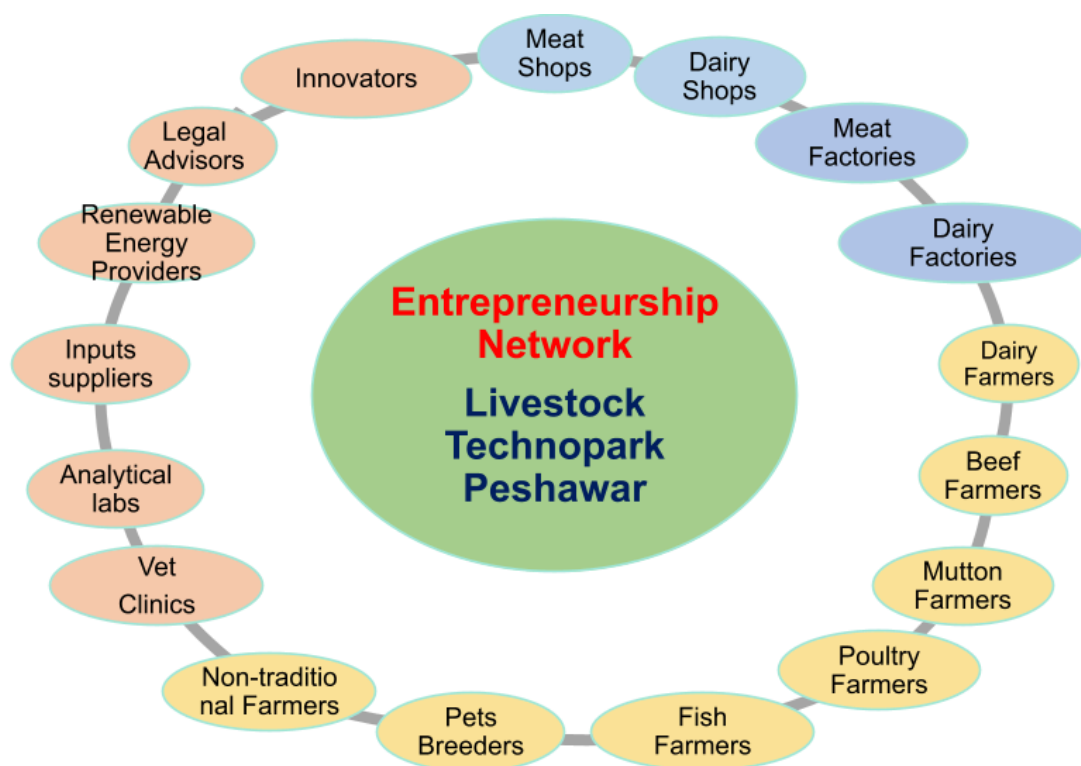 Innovators
Meat
Shops
Dairy
Shops
Meat
Factories
Dairy
Factories
Dairy
Farmers
Beef
Farmers
Mutton
Farmers
Poultry
Farmers
Fish
Farmers
Pets
Breeders
Non-traditio
nal Farmers
Vet
Clinics
Analytical
labs
Inputs
suppliers
Renewable
Energy
Providers
Legal
Advisors
Entrepreneurship
Network
Livestock
Technopark
Peshawar